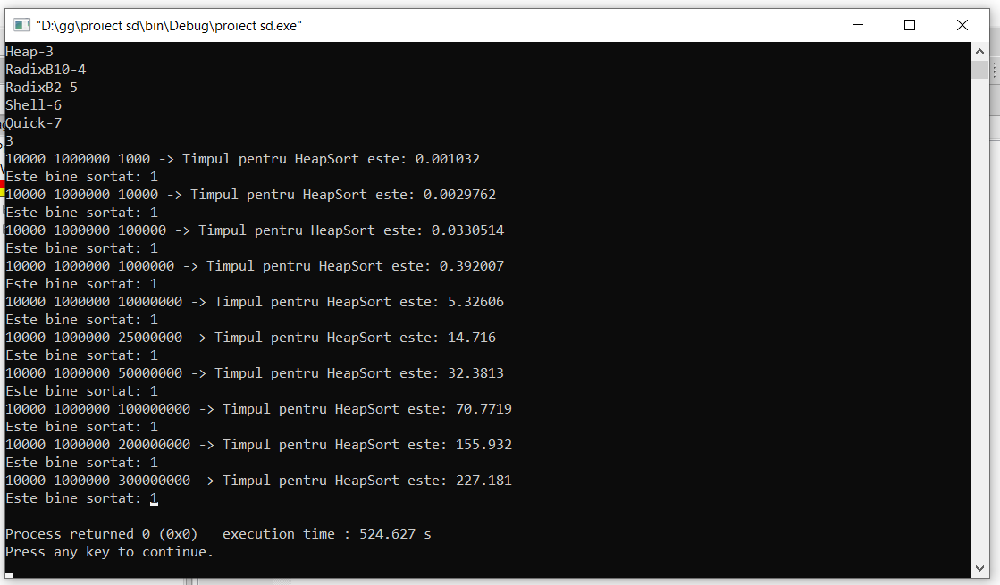 "D:\gg\proiect sd\bin\Debug\proiect sd.exe"
Heap-3
RadixB10-4
RadixB2-5
Shell-6
Quick-7
3
10000 1000000 1000 -> Timpul pentru HeapSort este: 0.001032
Este bine sortat: 1
10000 1000000 10000 -> Timpul pentru HeapSort este: 0.0029762
Este bine sortat: 1
10000 1000000 100000 -> Timpul pentru HeapSort este: 0.0330514
Este bine sortat: 1
10000 1000000 1000000 -> Timpul pentru HeapSort este: 0.392007
Este bine sortat: 1
10000 1000000 10000000 -> Timpul pentru HeapSort este: 5.32606
Este bine sortat: 1
10000 1000000 25000000 -> Timpul pentru HeapSort este: 14.716
Este bine sortat: 1
10000 1000000 50000000 -> Timpul pentru HeapSort este: 32.3813
Este bine sortat: 1
10000 1000000 100000000 -> Timpul pentru HeapSort este: 70.7719
Este bine sortat: 1
10000 1000000 200000000 -> Timpul pentru HeapSort este: 155.932
Este bine sortat: 1
10000 1000000 300000000 -> Timpul pentru HeapSort este: 227.181
Este bine sortat: 1
Process returned 0 (0x0)   execution time : 524.627 s
Press any key to continue.